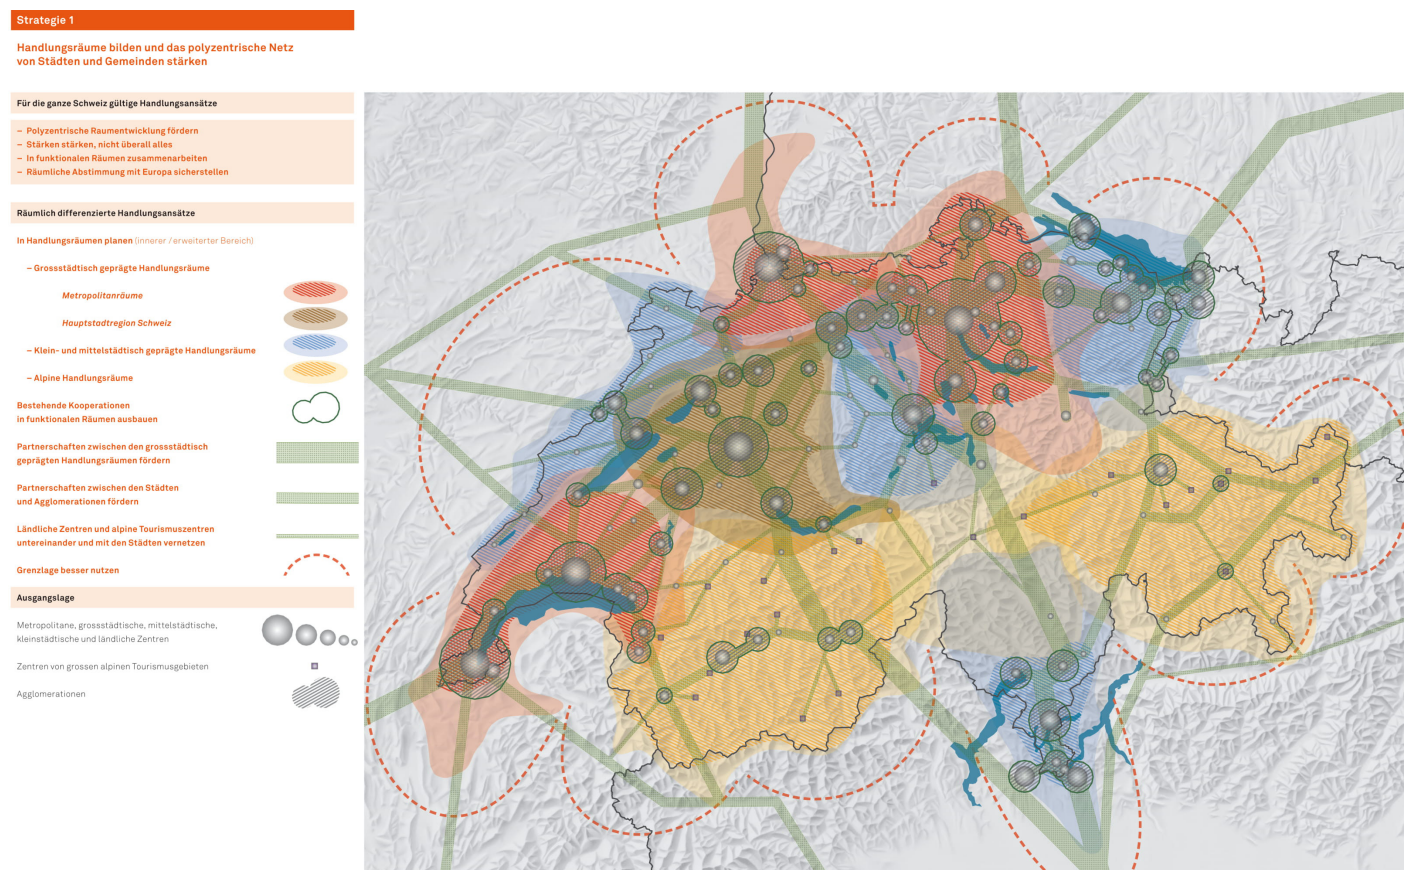 Strategie 1
Handlungsräume bilden und das polyzentrische Netz
von Städten und Gemeinden stärken
Für die ganze Schweiz gültige Handlungsansätze
– Polyzentrische Raumentwicklung fördern
– Stärken stärken, nicht überall alles
– In funktionalen Räumen zusammenarbeiten
– Räumliche Abstimmung mit Europa sicherstellen
Räumlich differenzierte Handlungsansätze
In Handlungsräumen planen (innerer / erweiterter Bereich)
– Grossstädtisch geprägte Handlungsräume
Metropolitanräume
Hauptstadtregion Schweiz
– Klein- und mittelstädtisch geprägte Handlungsräume
– Alpine Handlungsräume
Bestehende Kooperationen
in funktionalen Räumen ausbauen
Partnerschaften zwischen den grossstädtisch
geprägten Handlungsräumen fördern
Partnerschaften zwischen den Städten
und Agglomerationen fördern
Ländliche Zentren und alpine Tourismuszentren
untereinander und mit den Städten vernetzen
Grenzlage besser nutzen
Ausgangslage
Metropolitane, grossstädtische, mittelstädtische,
kleinstädtische und ländliche Zentren
Zentren von grossen alpinen Tourismusgebieten
Agglomerationen